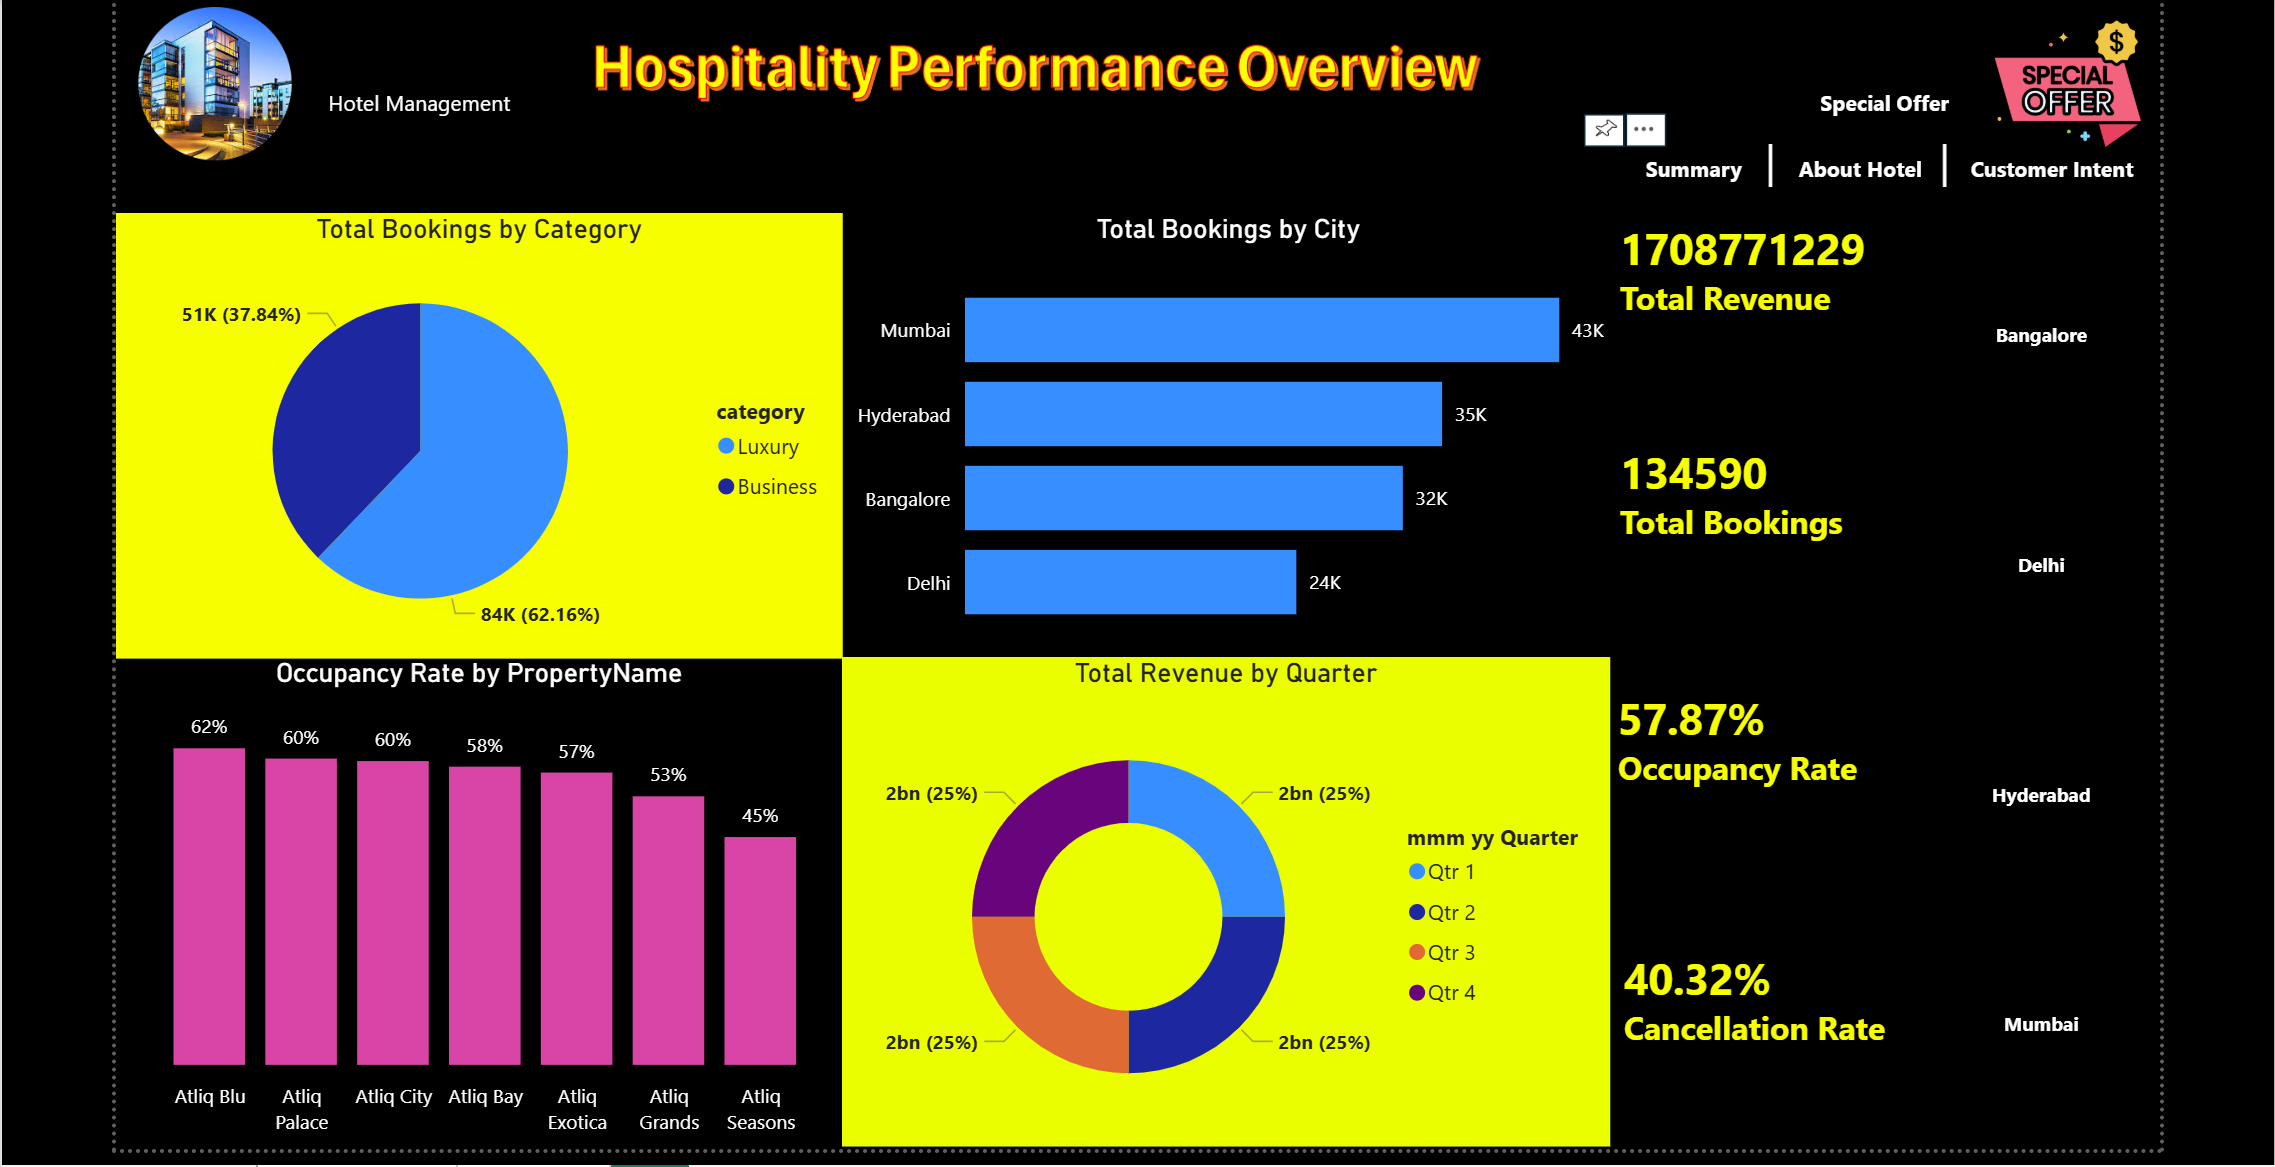 Hospitality Performance Overview
Hotel Management
Special Offer
$
SPECIAL
OFFER
Summary
About Hotel
Customer Intent
Total Bookings by Category
51K (37.84%)
84K (62.16%)
category
Luxury
Business
Total Bookings by City
Mumbai
43K
Hyderabad
35K
Bangalore
32K
Delhi
24K
1708771229
Total Revenue
Bangalore
134590
Total Bookings
Delhi
Occupancy Rate by PropertyName
62%
60%
60%
58%
57%
53%
45%
Atliq Blu
Atliq
Palace
Atliq City
Atliq Bay
Atliq
Exotica
Atliq
Grands
Atliq
Seasons
Total Revenue by Quarter
2bn (25%)
2bn (25%)
2bn (25%)
2bn (25%)
mmm yy Quarter
Qtr 1
Qtr 2
Qtr 3
Qtr 4
57.87%
Occupancy Rate
Hyderabad
40.32%
Cancellation Rate
Mumbai